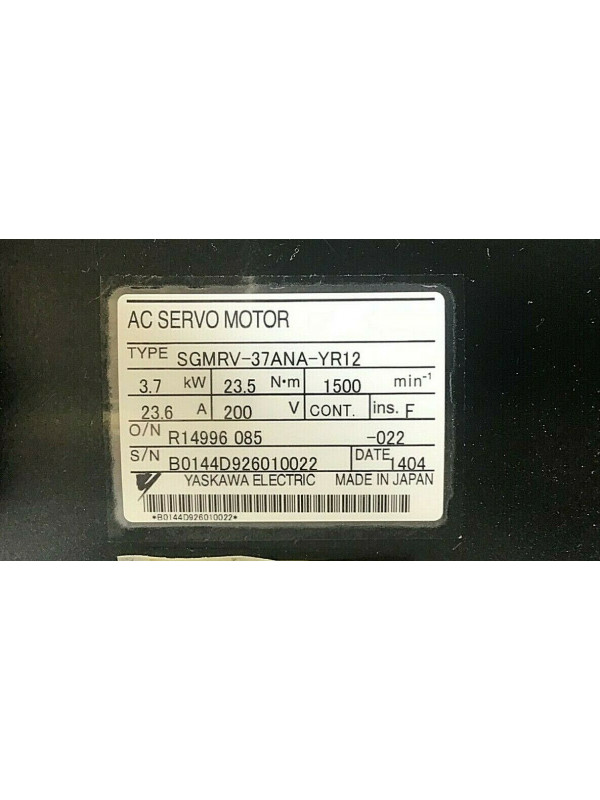 AC SERVO MOTOR
TYPE SGMRV-37ANA-YR12
3.7 kW 23.5 N•m 1500 min⁻¹
23.6 A 200 V CONT. ins. F
O/N R14996 085 -022
S/N B0144D926010022 DATE 1404
YASKAWA ELECTRIC MADE IN JAPAN
*B0144D926010022*